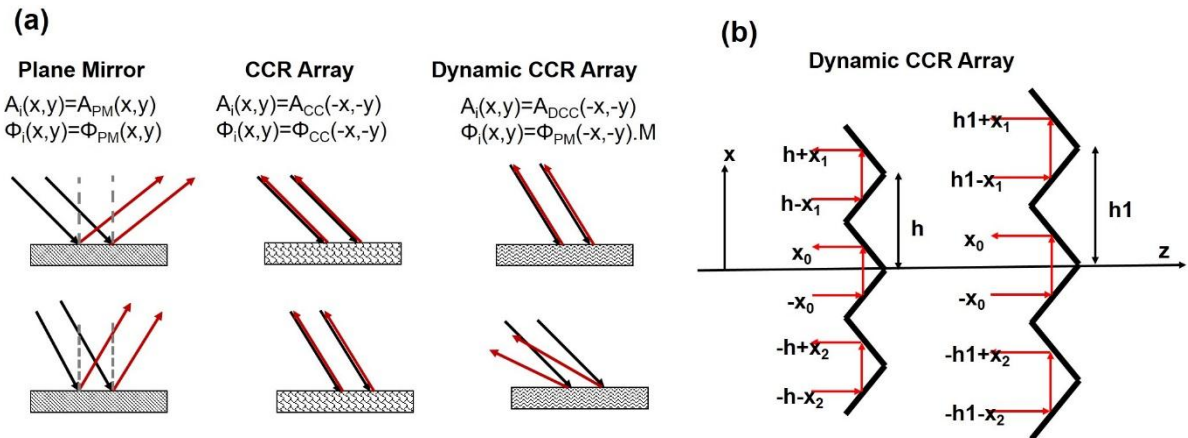 (a)
Plane Mirror
A_i(x,y)=A_PM(x,y)
Φ_i(x,y)=Φ_PM(x,y)
CCR Array
A_i(x,y)=A_CC(-x,-y)
Φ_i(x,y)=Φ_CC(-x,-y)
Dynamic CCR Array
A_i(x,y)=A_DCC(-x,-y)
Φ_i(x,y)=Φ_PM(-x,-y).M
(b)
Dynamic CCR Array
x
h+x_1
h-x_1
x_0
-x_0
-h+x_2
-h-x_2
h
h1+x_1
h1-x_1
x_0
-x_0
-h1+x_2
-h1-x_2
h1
z